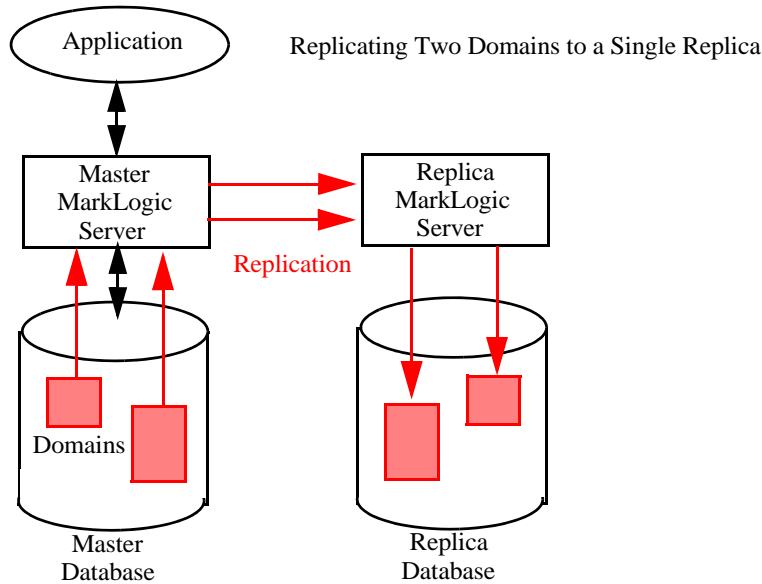 Application
Replicating Two Domains to a Single Replica
Master
MarkLogic
Server
Replica
MarkLogic
Server
Replication
Domains
Master
Database
Replica
Database